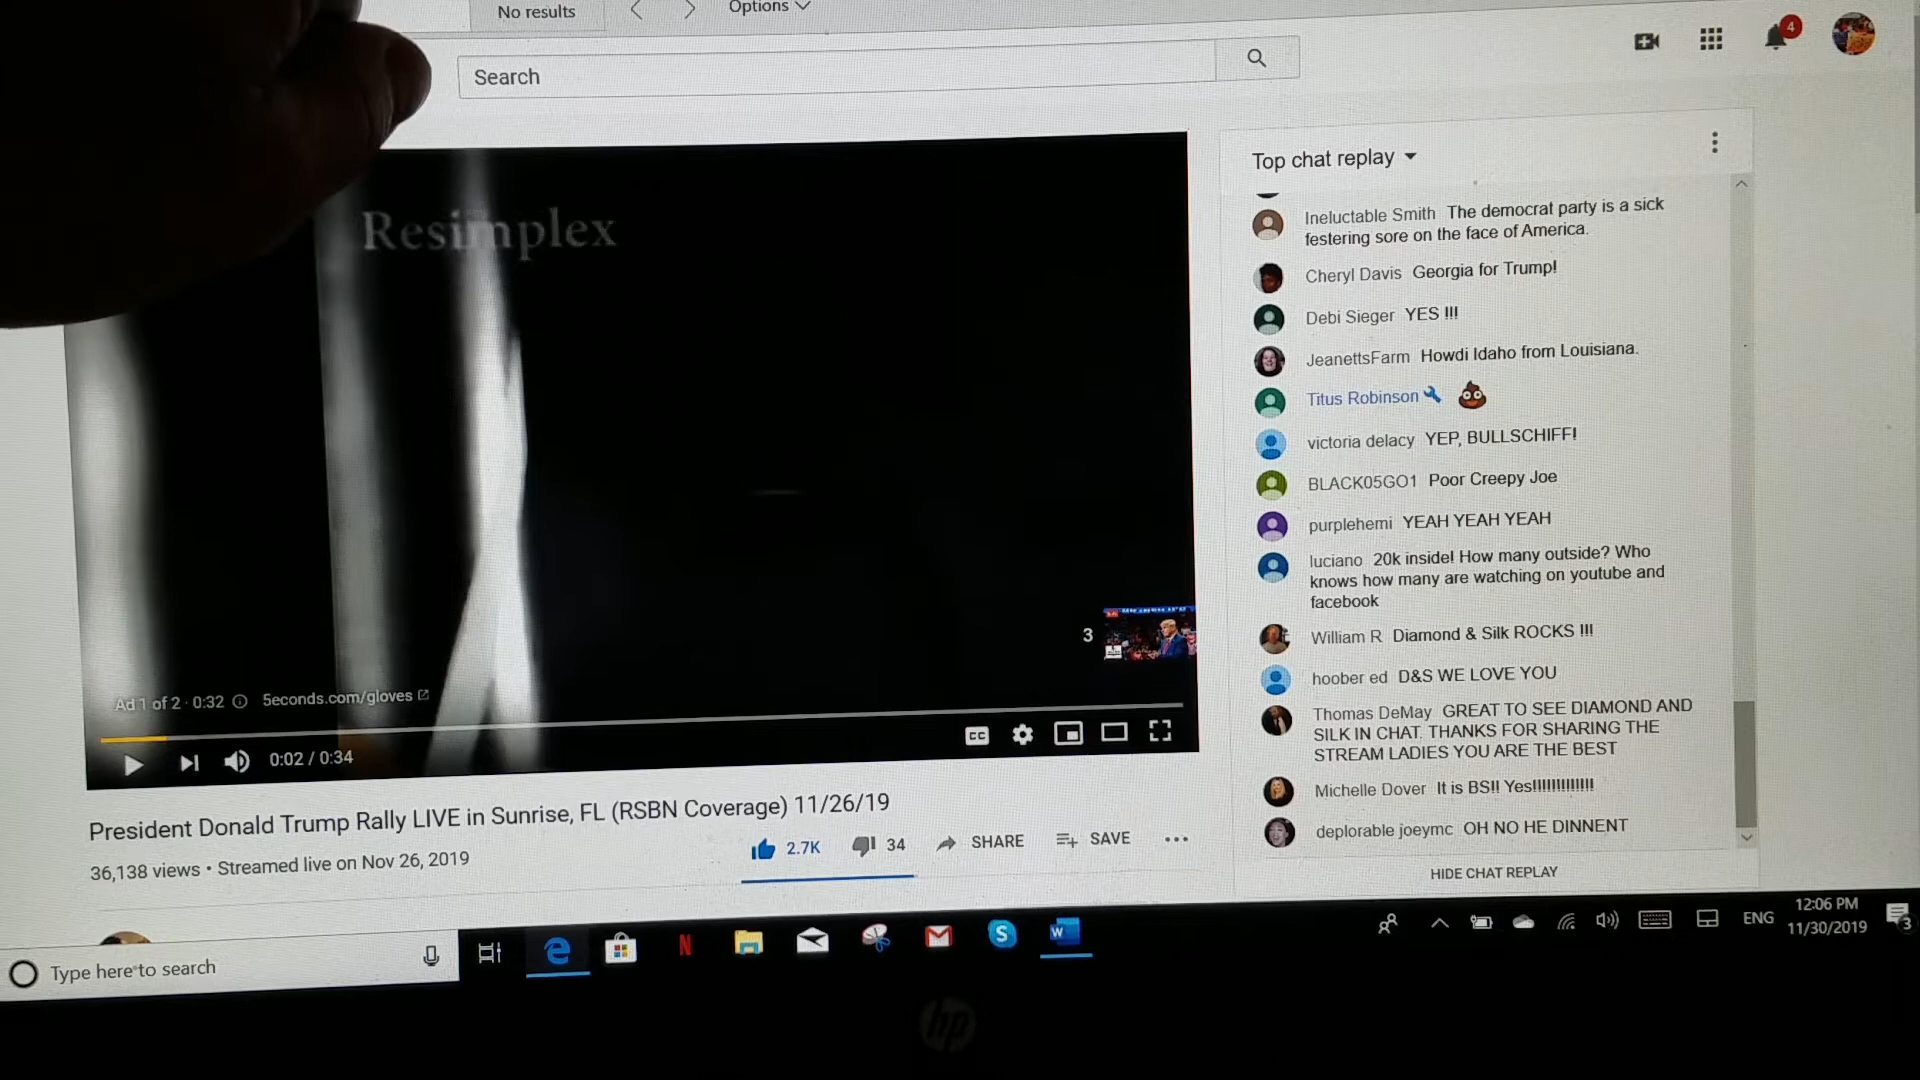 No results
Options
Search
4
Resimplex
3
Ad 1 of 2 · 0:32
5econds.com/gloves
CC
0:02 / 0:34
President Donald Trump Rally LIVE in Sunrise, FL (RSBN Coverage) 11/26/19
36,138 views • Streamed live on Nov 26, 2019
2.7K
34
SHARE
SAVE
Top chat replay
Ineluctable Smith The democrat party is a sick
festering sore on the face of America.
Cheryl Davis Georgia for Trump!
Debi Sieger YES !!!
JeanettsFarm Howdi Idaho from Louisiana.
Titus Robinson 💩
victoria delacy YEP, BULLSCHIFF!
BLACK05GO1 Poor Creepy Joe
purplehemi YEAH YEAH YEAH
luciano 20k inside! How many outside? Who
knows how many are watching on youtube and
facebook
William R Diamond & Silk ROCKS !!!
hoober ed D&S WE LOVE YOU
Thomas DeMay GREAT TO SEE DIAMOND AND
SILK IN CHAT. THANKS FOR SHARING THE
STREAM LADIES YOU ARE THE BEST
Michelle Dover It is BS!! Yes!!!!!!!!!!!!!
deplorable joeymc OH NO HE DINNENT
HIDE CHAT REPLAY
Type here to search
ENG
12:06 PM
11/30/2019
3
hp